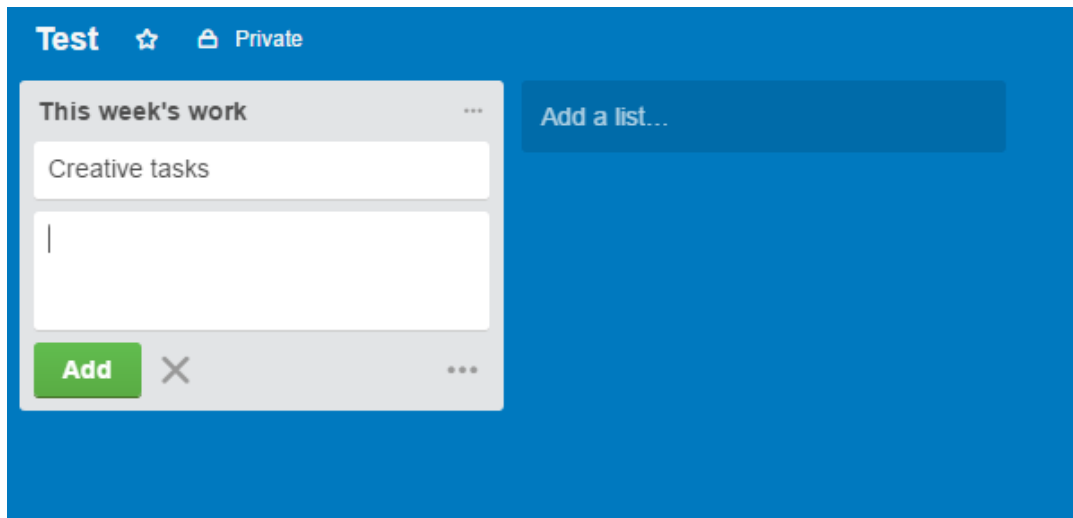 Test Private
This week's work
Add a list...
Creative tasks
Add